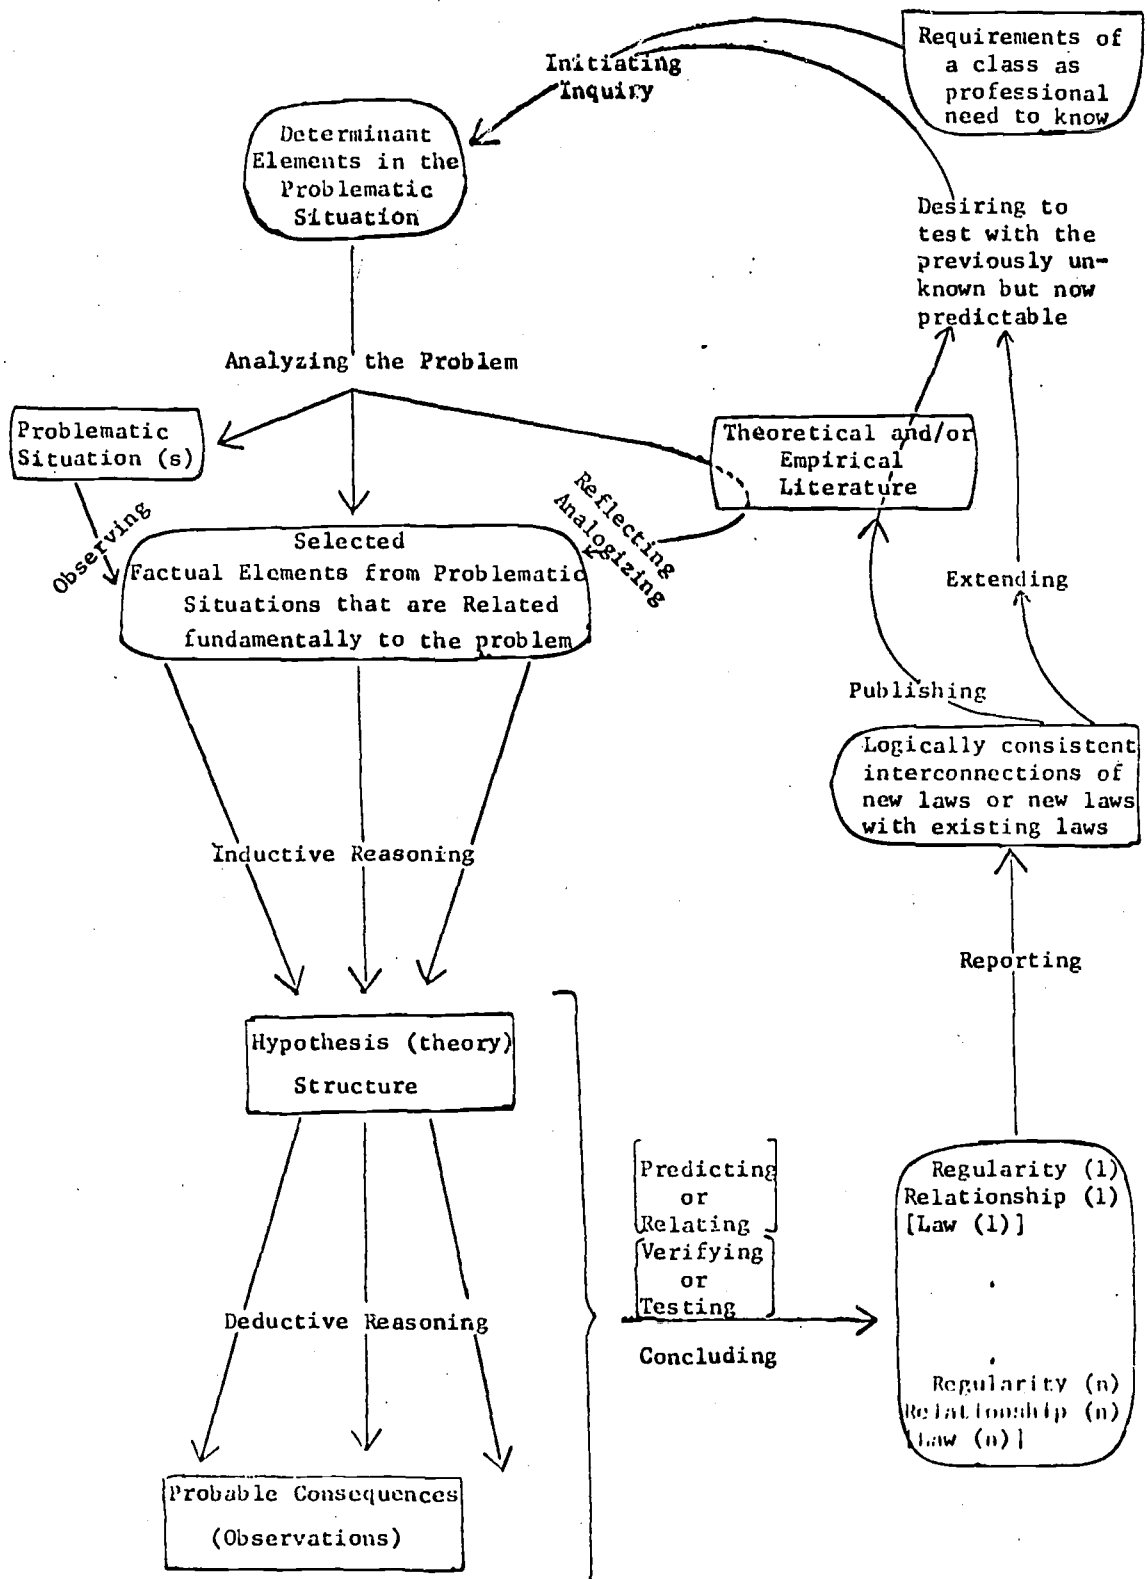 Requirements of
a class as
professional
need to know
Initiating
Inquiry
Determinant
Elements in the
Problematic
Situation
Desiring to
test with the
previously un-
known but now
predictable
Analyzing the Problem
Problematic
Situation (s)
Theoretical and/or
Empirical
Literature
Observing
Reflecting
Analogizing
Selected
Factual Elements from Problematic
Situations that are Related
fundamentally to the problem
Extending
Publishing
Logically consistent
interconnections of
new laws or new laws
with existing laws
Inductive Reasoning
Reporting
Hypothesis (theory)
Structure
Predicting
or
Relating
Verifying
or
Testing
Concluding
Regularity (1)
Relationship (1)
[Law (1)]
.
.
Regularity (n)
Relationship (n)
[Law (n)]
Deductive Reasoning
Probable Consequences
(Observations)